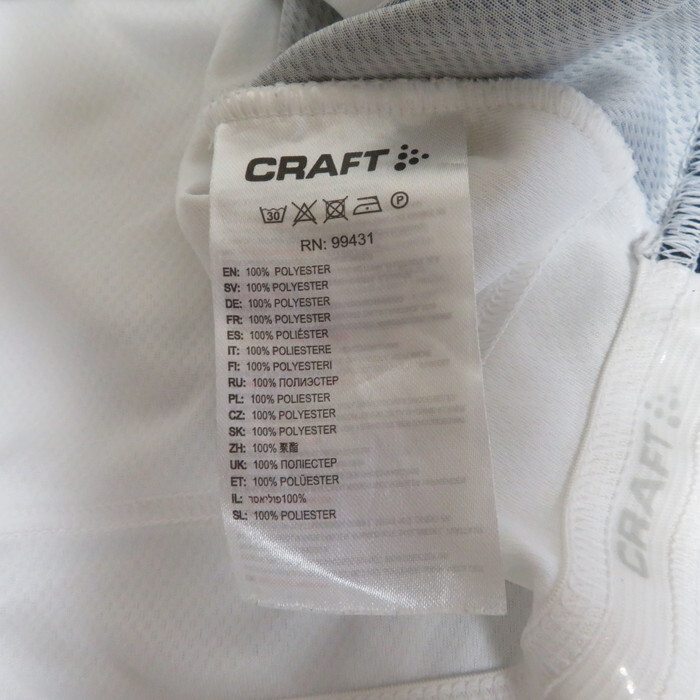 CRAFT
30 P
RN: 99431
EN: 100% POLYESTER
SV: 100% POLYESTER
DE: 100% POLYESTER
FR: 100% POLYESTER
ES: 100% POLIÉSTER
IT: 100% POLIESTERE
FI: 100% POLYESTERI
RU: 100% ПОЛИЭСТЕР
PL: 100% POLIESTER
CZ: 100% POLYESTER
SK: 100% POLYESTER
ZH: 100% 聚酯
UK: 100% ПОЛІЕСТЕР
ET: 100% POLÜESTER
IL: פוליאסר100%
SL: 100% POLIESTER
CRAFT